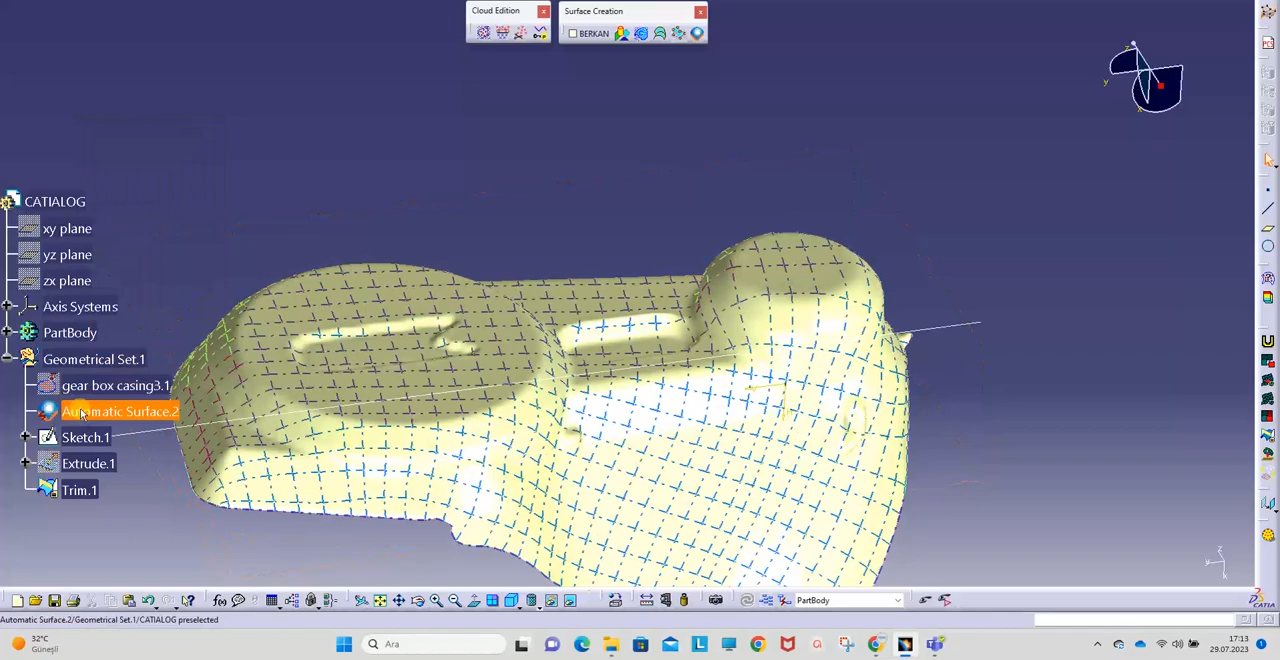 Cloud Edition
Surface Creation
BERKAN
CATIALOG
xy plane
yz plane
zx plane
Axis Systems
PartBody
Geometrical Set.1
gear box casing3.1
Automatic Surface.2
Sketch.1
Extrude.1
Trim.1
z
y
x
z
y
x
PartBody
CATIA
Automatic Surface.2/Geometrical Set.1/CATIALOG preselected
32°C
Güneşli
Ara
17:13
29.07.2023